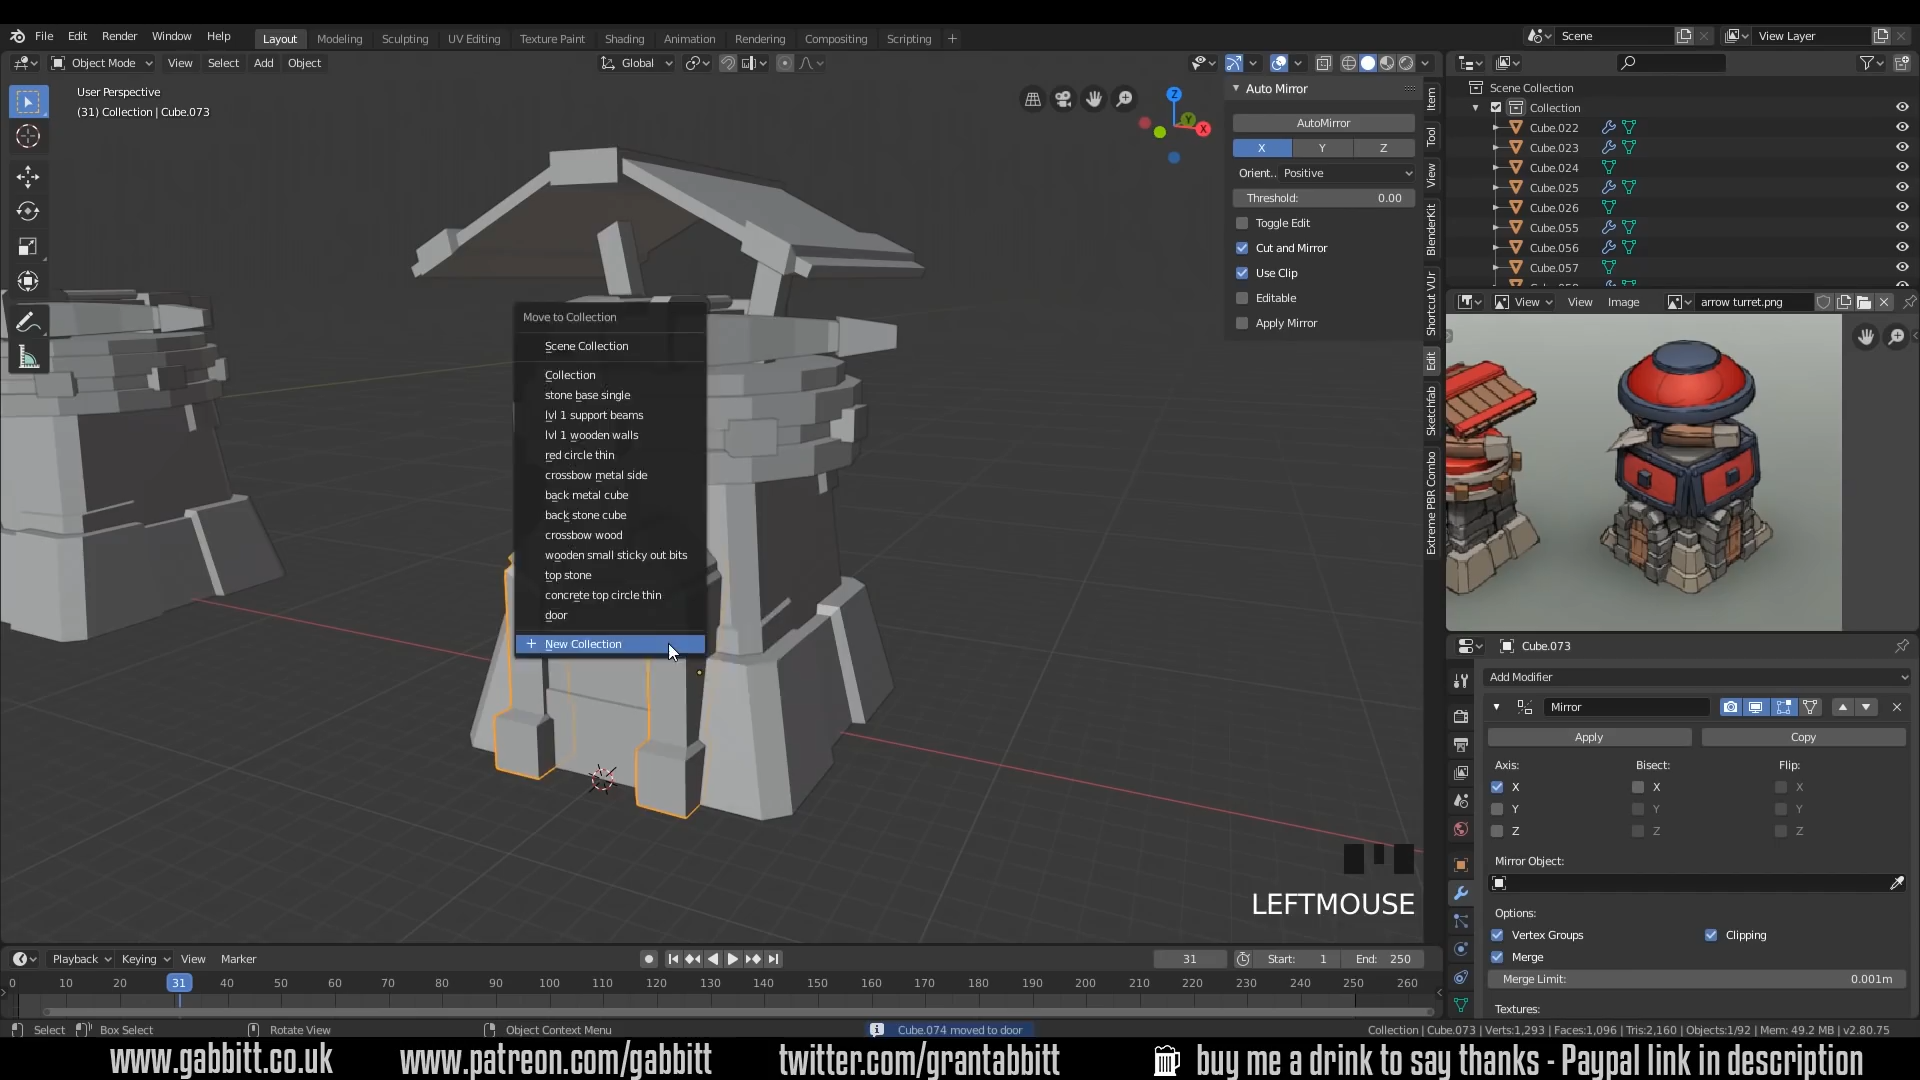 File Edit Render Window Help
Layout Modeling Sculpting UV Editing Texture Paint Shading Animation Rendering Compositing Scripting +
Scene View Layer
Object Mode View Select Add Object Global
User Perspective
(31) Collection | Cube.073
Z Y X
Auto Mirror
AutoMirror
X Y Z
Orient.. Positive
Threshold: 0.00
Toggle Edit
Cut and Mirror
Use Clip
Editable
Apply Mirror
Item
Tool
View
BlenderKit
Shortcut VUr
Edit
Sketchfab
Extreme PBR Combo
Scene Collection
Collection
Cube.022
Cube.023
Cube.024
Cube.025
Cube.026
Cube.055
Cube.056
Cube.057
View View Image arrow turret.png
Move to Collection
Scene Collection
Collection
stone base single
lvl 1 support beams
lvl 1 wooden walls
red circle thin
crossbow metal side
back metal cube
back stone cube
crossbow wood
wooden small sticky out bits
top stone
concrete top circle thin
door
+ New Collection
LEFTMOUSE
Cube.073
Add Modifier
Mirror
Apply Copy
Axis: Bisect: Flip:
X X X
Y Y Y
Z Z Z
Mirror Object:
Options:
Vertex Groups Clipping
Merge
Merge Limit: 0.001m
Textures:
Playback Keying View Marker 31 Start: 1 End: 250
0 10 20 31 40 50 60 70 80 90 100 110 120 130 140 150 160 170 180 190 200 210 220 230 240 250 260
Select Box Select Rotate View Object Context Menu Cube.074 moved to door Collection | Cube.073 | Verts:1,293 | Faces:1,096 | Tris:2,160 | Objects:1/92 | Mem: 49.2 MB | v2.80.75
www.gabbitt.co.uk www.patreon.com/gabbitt twitter.com/grantabbitt buy me a drink to say thanks - Paypal link in description